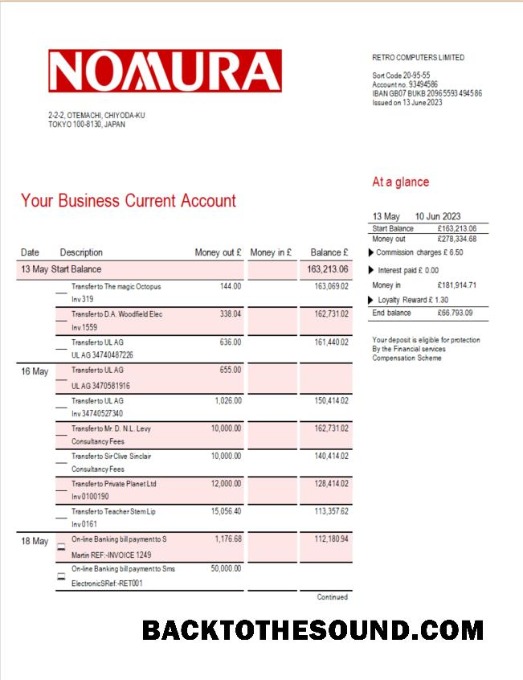 NOMURA
2-2-2, OTEMACHI, CHIYODA-KU
TOKYO 100-8130, JAPAN
RETRO COMPUTERS LIMITED
Sort Code 20-95-55
Account no. 93494586
IBAN GB07 BUKB 20965593 494586
Issued on 13 June2023
At a glance
13 May 10 Jun 2023
Start Balance £163,213.06
Money out £278,334.68
Commission charges £ 6.50
Interest paid £ 0.00
Money in £181,914.71
Loyalty Reward £ 1.30
End balance £66.793.09
Your deposit is eligible for protection
By the Financial services
Compensation Scheme
Your Business Current Account
Date Description Money out £ Money in £ Balance £
13 May Start Balance 163,213.06
Transfer to The magic Octopus 144.00 163,069.02
Inv 319
Transfer to D.A. Woodfield Elec 338.04 162,731.02
Inv 1559
Transfer to UL AG 636.00 161,440.02
UL AG 34740487226
16 May Transfer to UL AG 655.00
UL AG 3470581916
Transfer to UL AG 1,026.00 150,414.02
Inv 34740527340
Transfer to Mr. D. N.L. Levy 10,000.00 162,731.02
Consultancy Fees
Transfer to Sir Clive Sinclair 10,000.00 140,414.02
Consultancy Fees
Transfer to Private Planet Ltd 12,000.00 128,414.02
Inv 0100190
Transfer to Teacher Stem Lip 15,056.40 113,357.62
Inv 0161
18 May On-line Banking bill payment to S 1,176.68 112,180.94
Martin REF:-INVOICE 1249
On-line Banking bill payment to Sms 50,000.00
ElectronicSRef:-RET001
Continued
BACKTOTHESOUND.COM